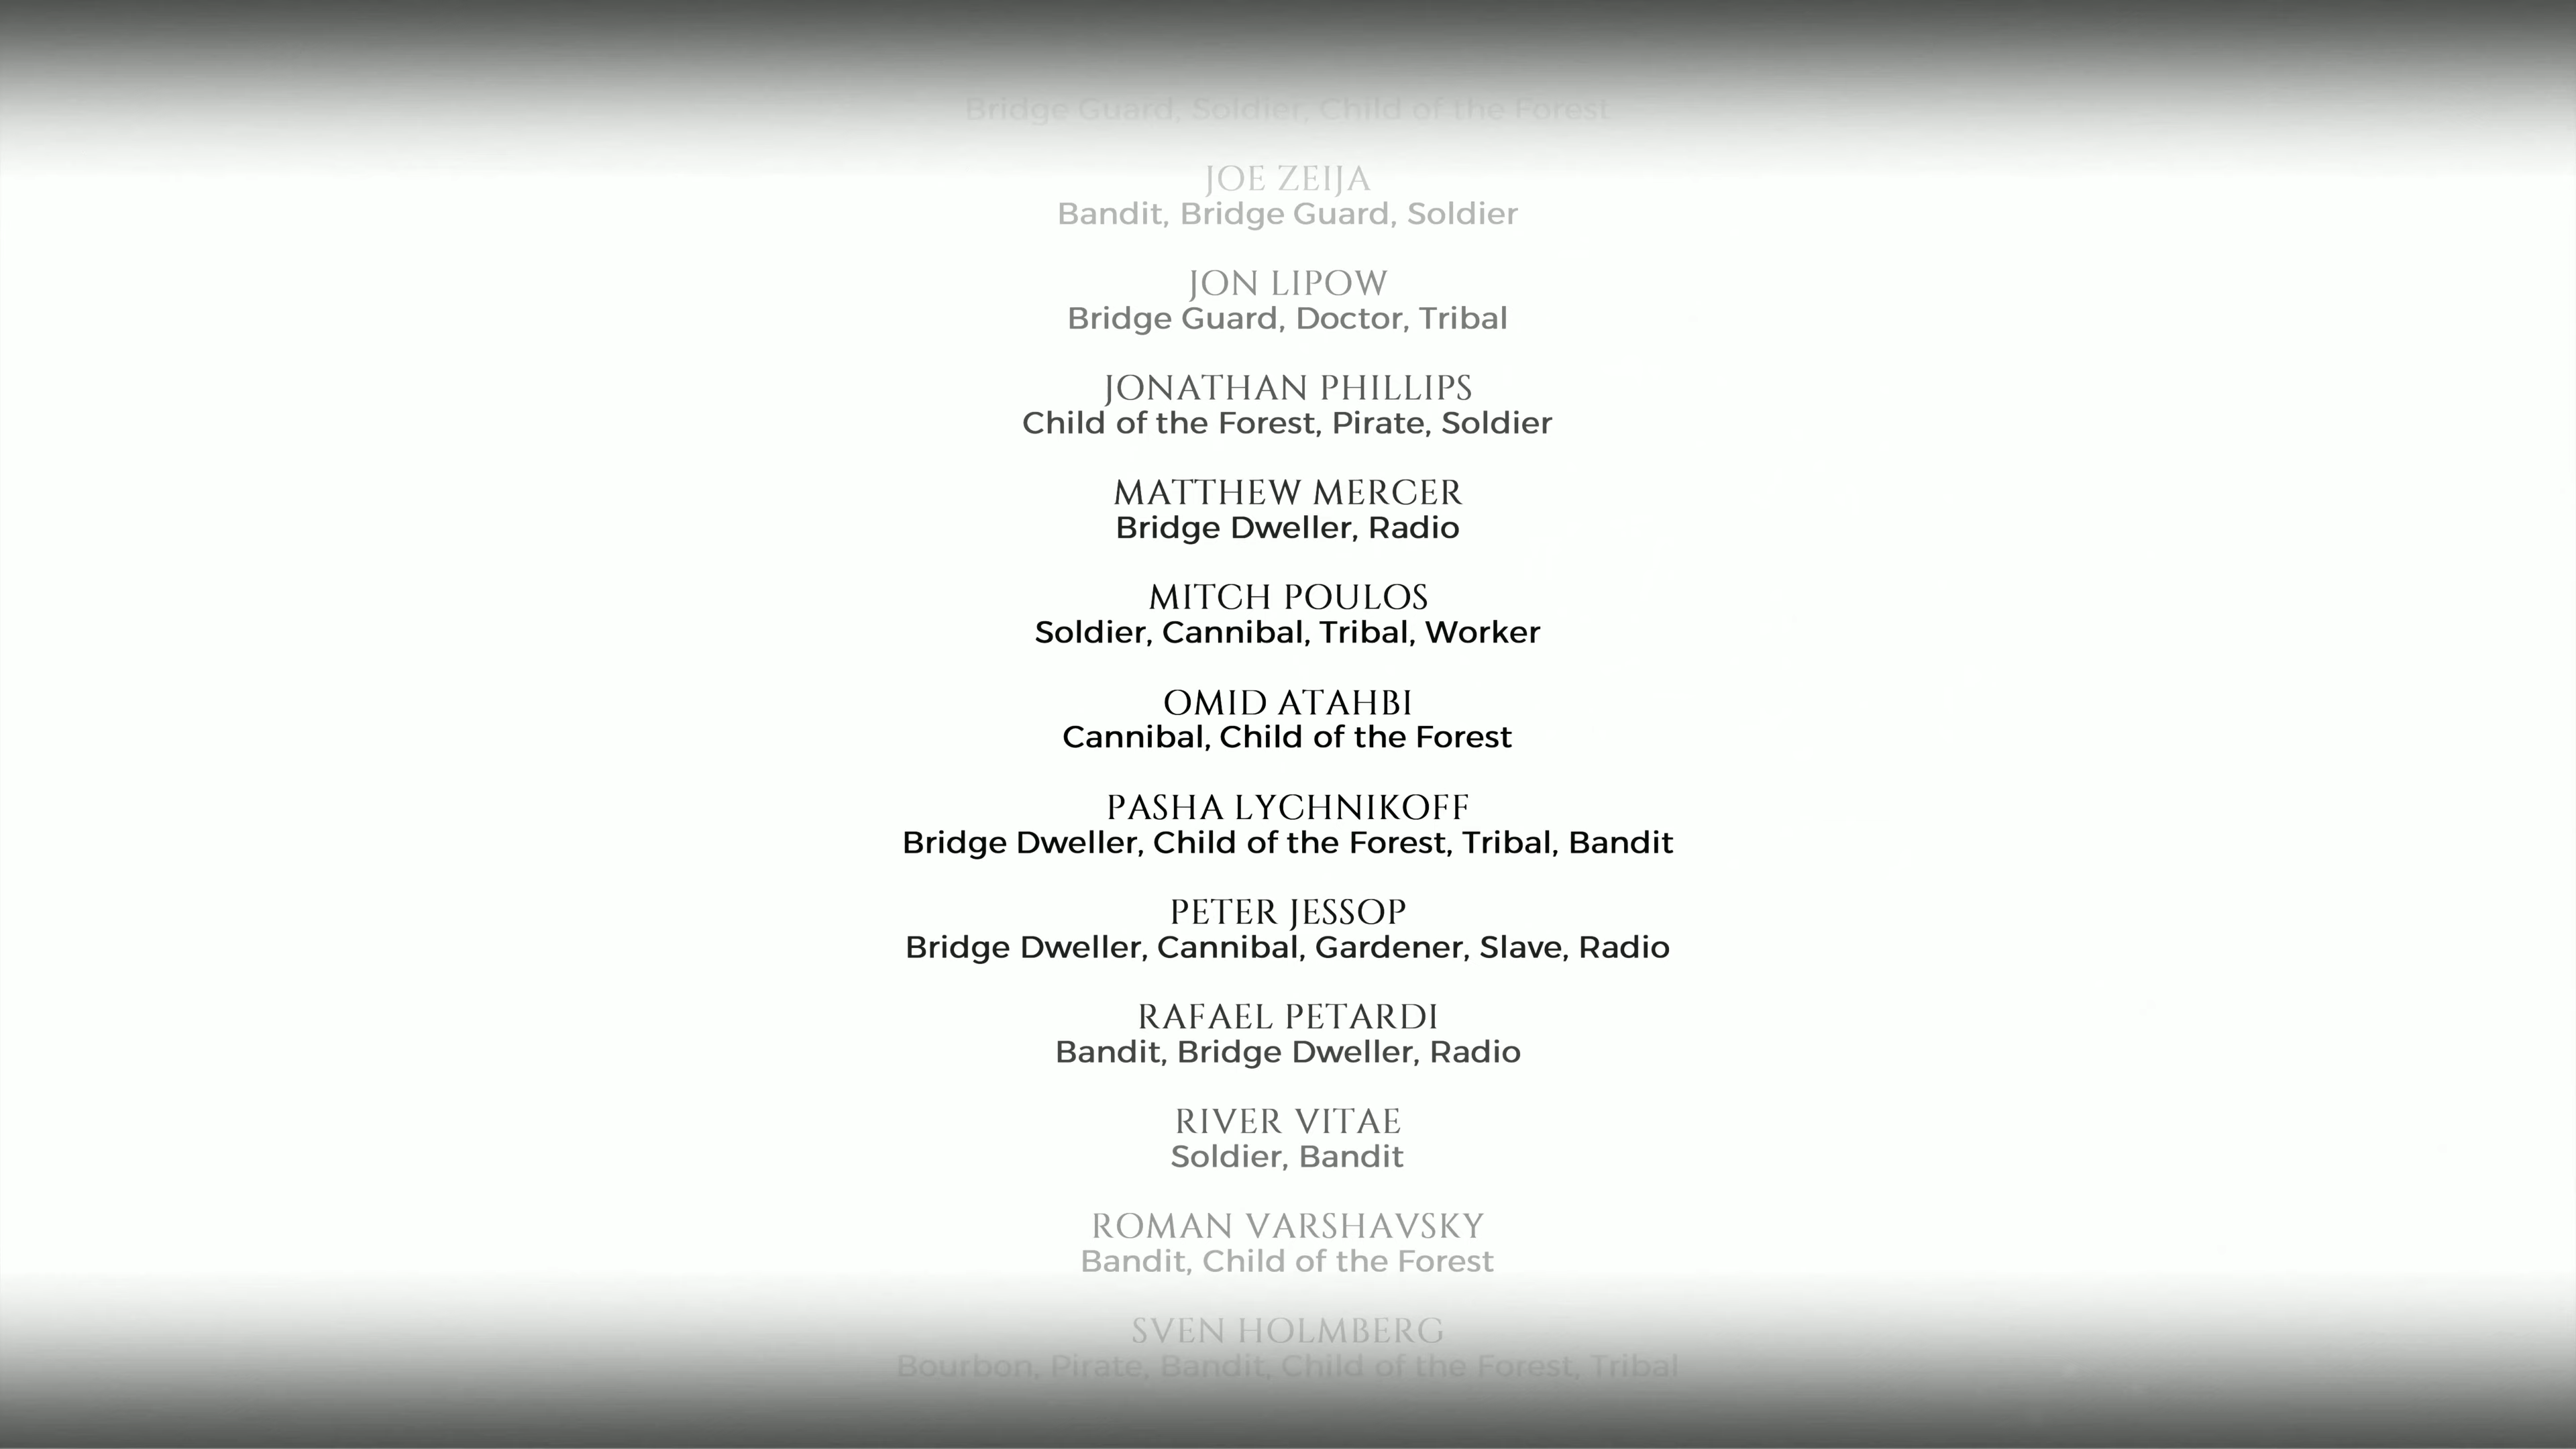 Bridge Guard, Soldier, Child of the Forest
JOE ZEIJA
Bandit, Bridge Guard, Soldier
JON LIPOW
Bridge Guard, Doctor, Tribal
JONATHAN PHILLIPS
Child of the Forest, Pirate, Soldier
MATTHEW MERCER
Bridge Dweller, Radio
MITCH POULOS
Soldier, Cannibal, Tribal, Worker
OMID ATAHBI
Cannibal, Child of the Forest
PASHA LYCHNIKOFF
Bridge Dweller, Child of the Forest, Tribal, Bandit
PETER JESSOP
Bridge Dweller, Cannibal, Gardener, Slave, Radio
RAFAEL PETARDI
Bandit, Bridge Dweller, Radio
RIVER VITAE
Soldier, Bandit
ROMAN VARSHAVSKY
Bandit, Child of the Forest
SVEN HOLMBERG
Bourbon, Pirate, Bandit, Child of the Forest, Tribal